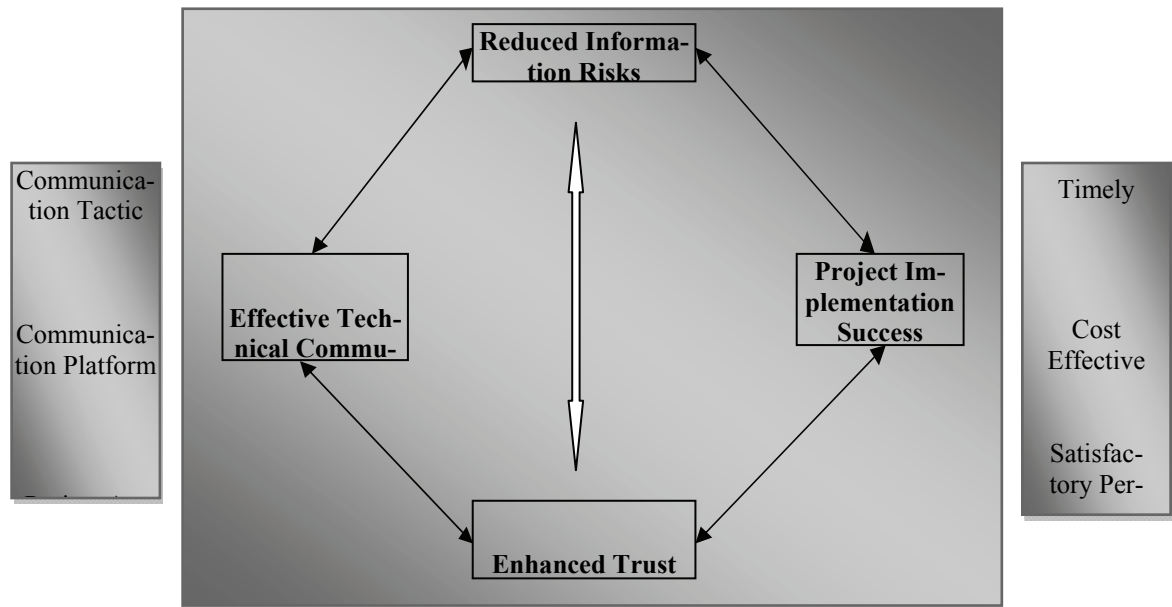 Reduced Informa-
tion Risks
Communica-
tion Tactic
Communica-
tion Platform
Effective Tech-
nical Commu-
Project Im-
plementation
Success
Timely
Cost
Effective
Satisfac-
tory Per-
Enhanced Trust